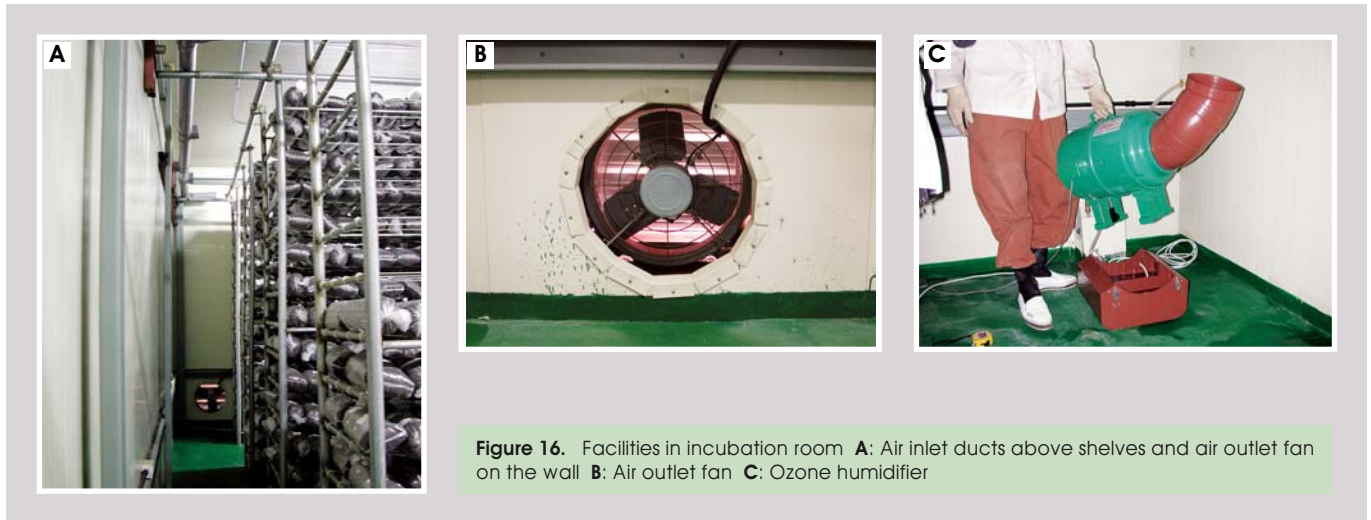 A
B
C
Figure 16. Facilities in incubation room A: Air inlet ducts above shelves and air outlet fan
on the wall B: Air outlet fan C: Ozone humidifier